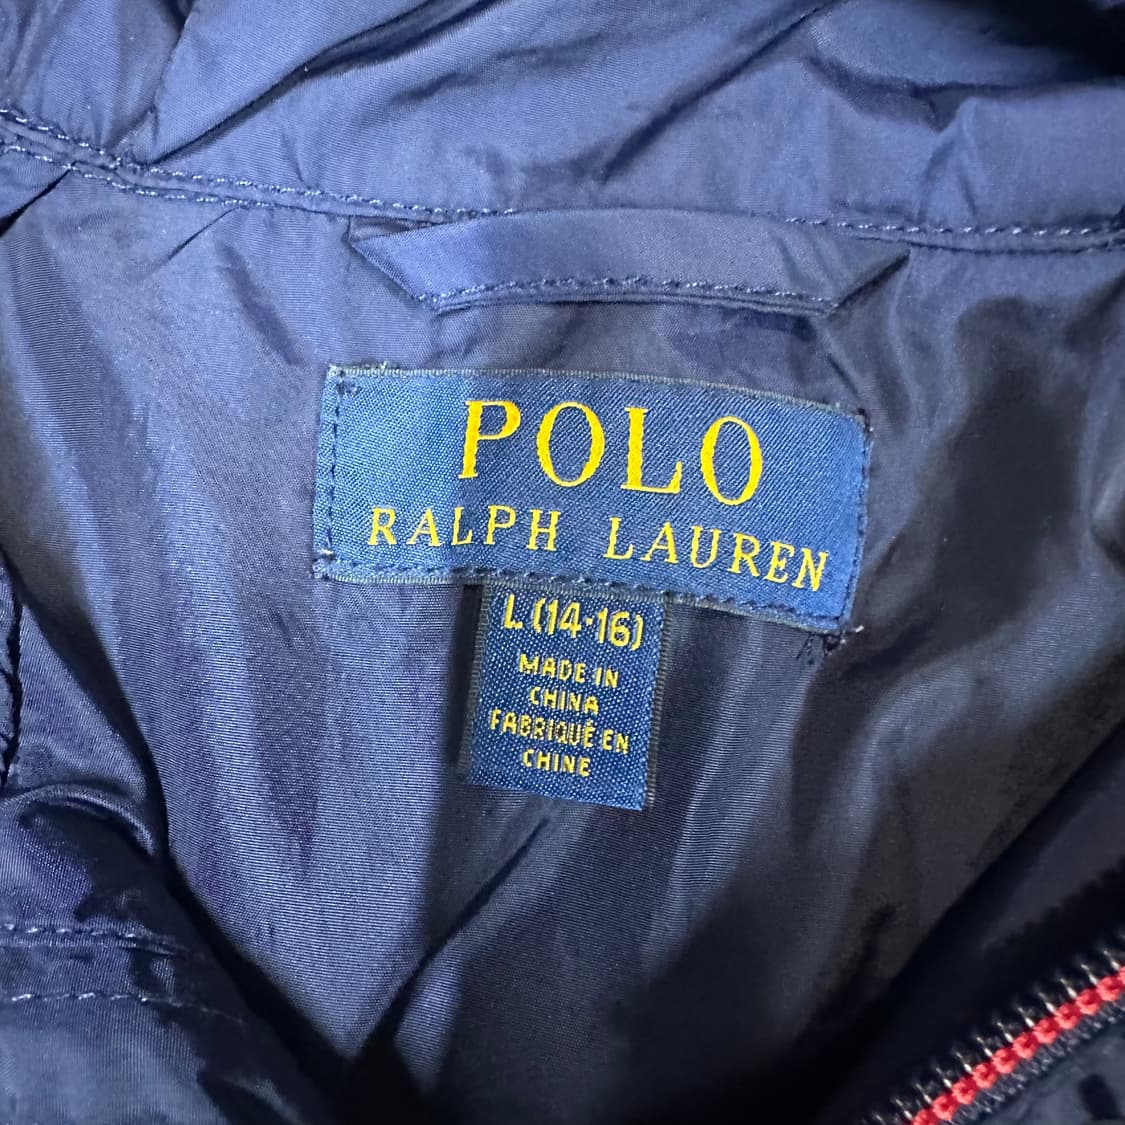 POLO
RALPH LAUREN
L (14-16)
MADE IN
CHINA
FABRIQUÉ EN
CHINE